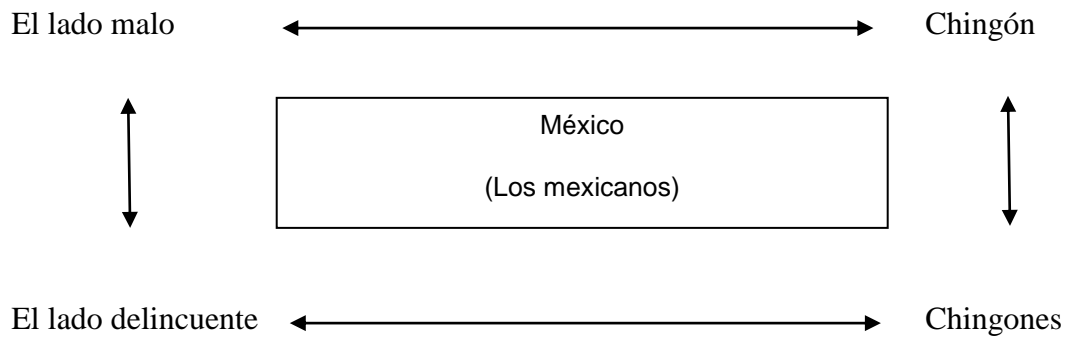 El lado malo
Chingón
México
(Los mexicanos)
El lado delincuente
Chingones